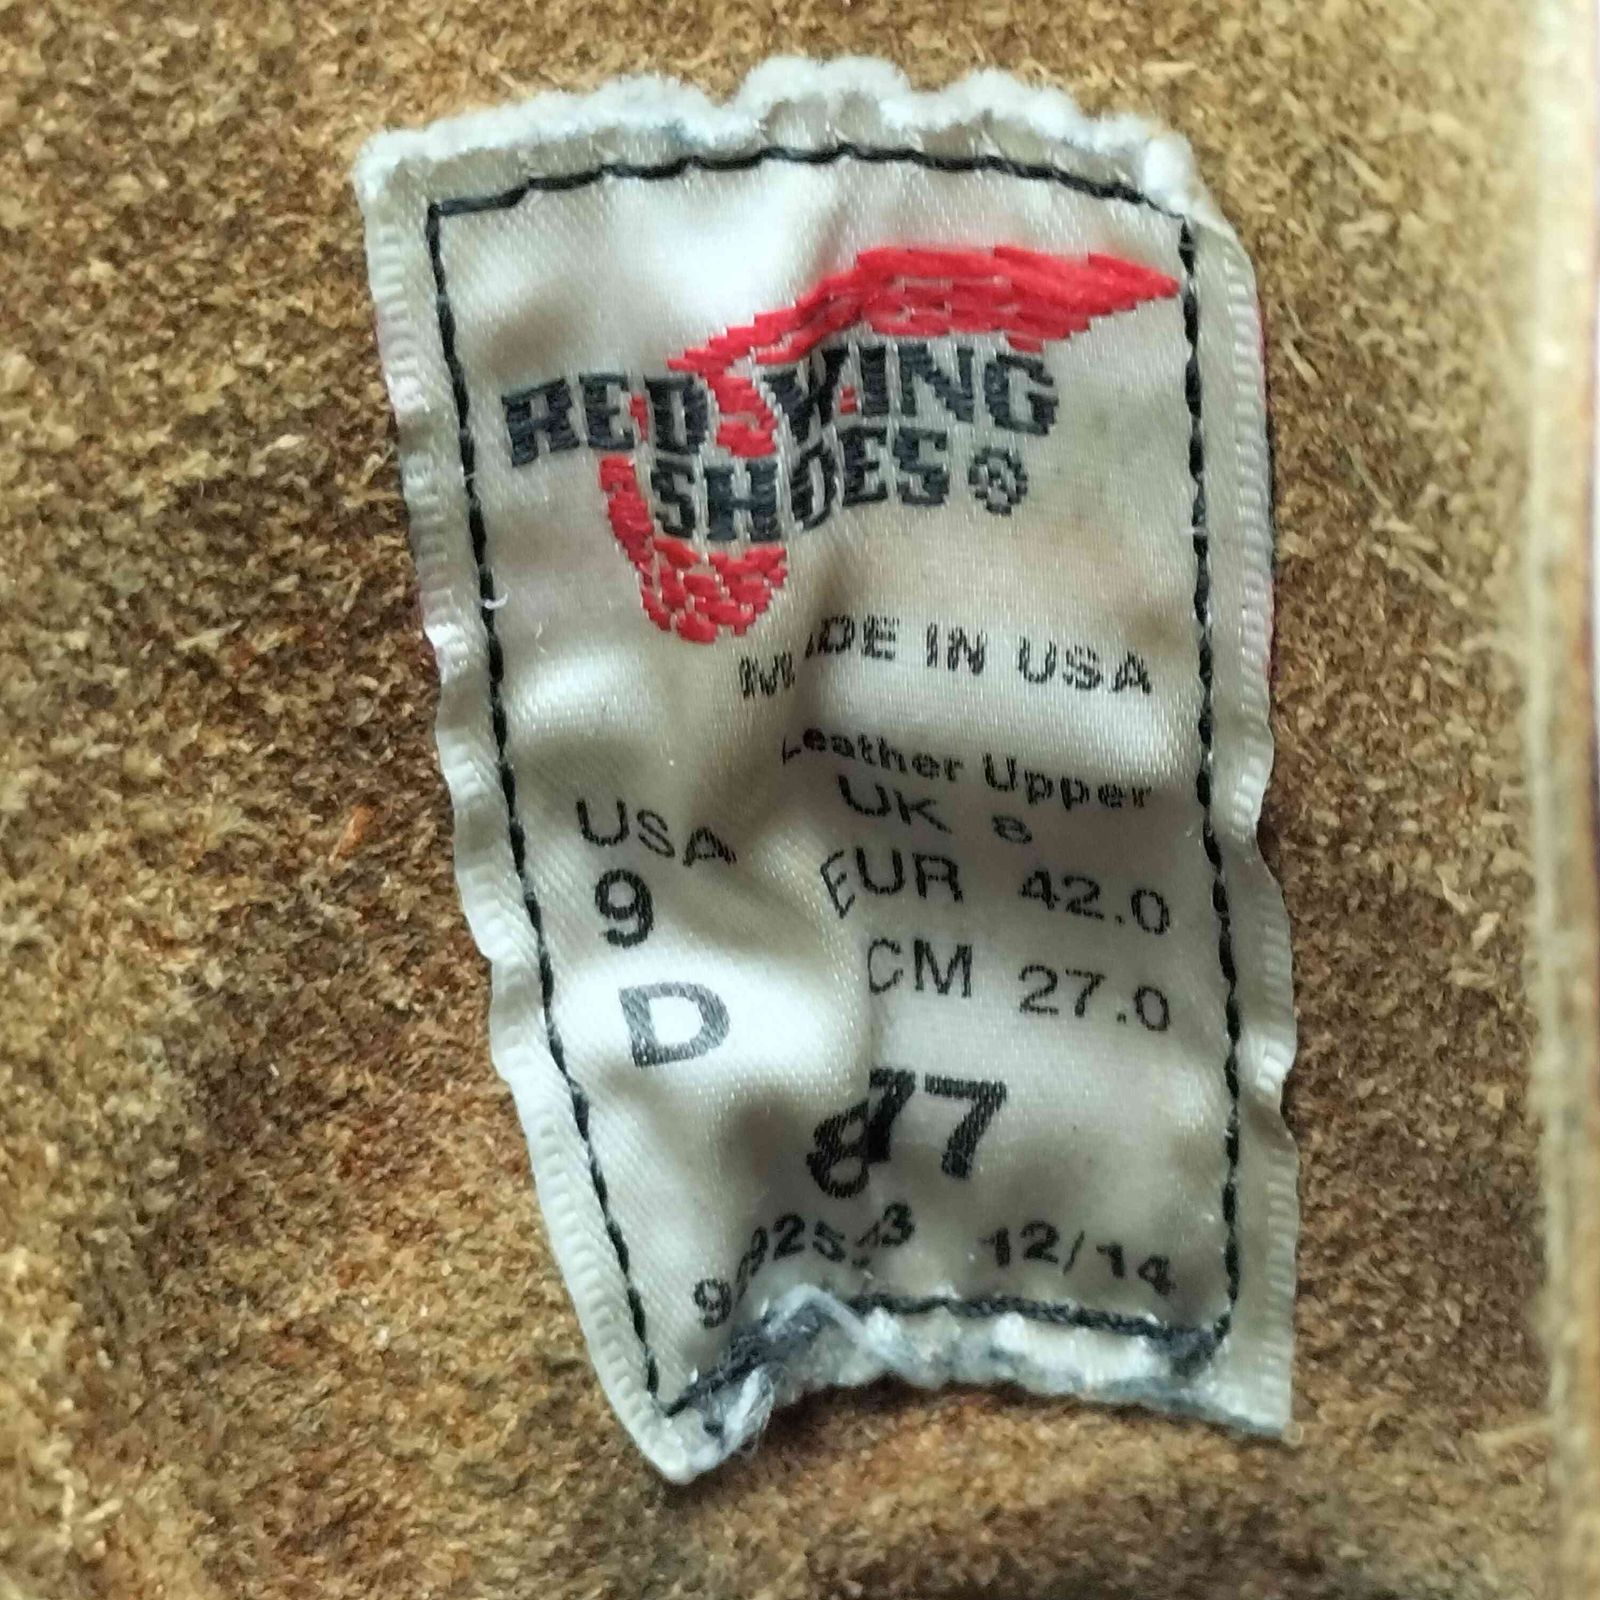 RED WING
SHOES®
MADE IN USA
Leather Upper
USA
9
D
UK 8
EUR 42.0
CM 27.0
877
12/14